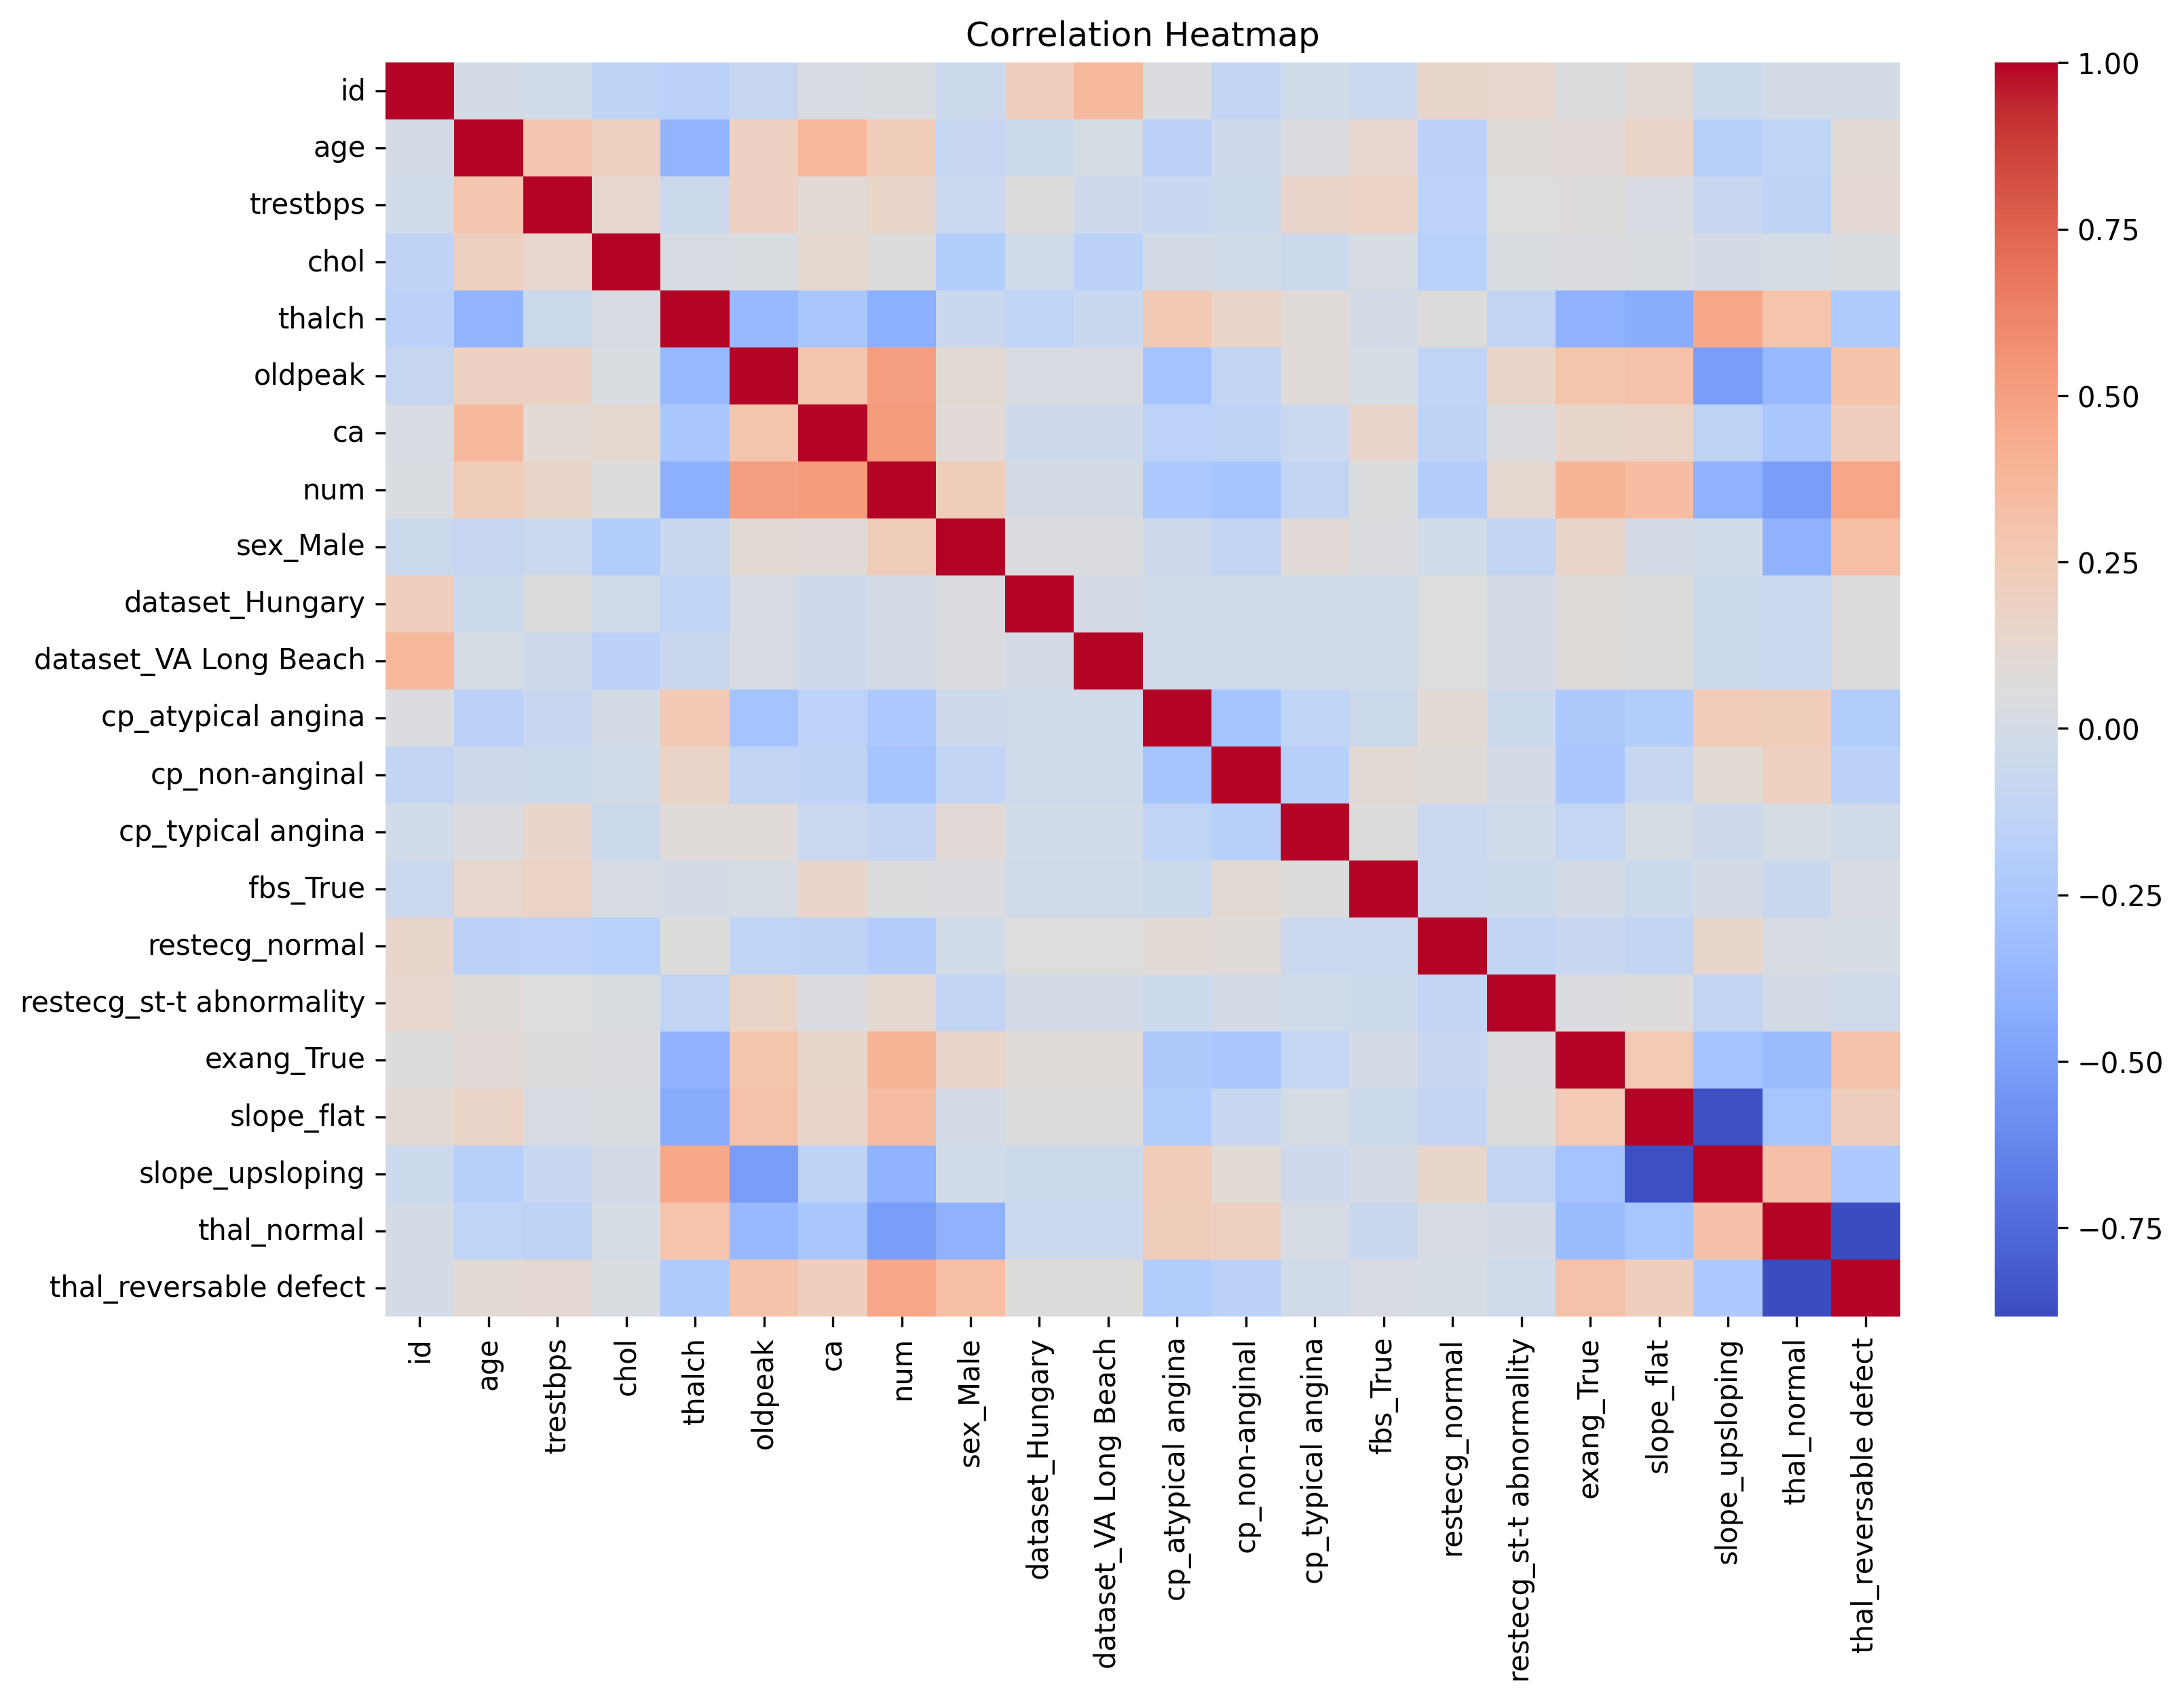 Correlation Heatmap
id
age
trestbps
chol
thalch
oldpeak
ca
num
sex_Male
dataset_Hungary
dataset_VA Long Beach
cp_atypical angina
cp_non-anginal
cp_typical angina
fbs_True
restecg_normal
restecg_st-t abnormality
exang_True
slope_flat
slope_upsloping
thal_normal
thal_reversable defect
id
age
trestbps
chol
thalch
oldpeak
ca
num
sex_Male
dataset_Hungary
dataset_VA Long Beach
cp_atypical angina
cp_non-anginal
cp_typical angina
fbs_True
restecg_normal
restecg_st-t abnormality
exang_True
slope_flat
slope_upsloping
thal_normal
thal_reversable defect
1.00
0.75
0.50
0.25
0.00
−0.25
−0.50
−0.75